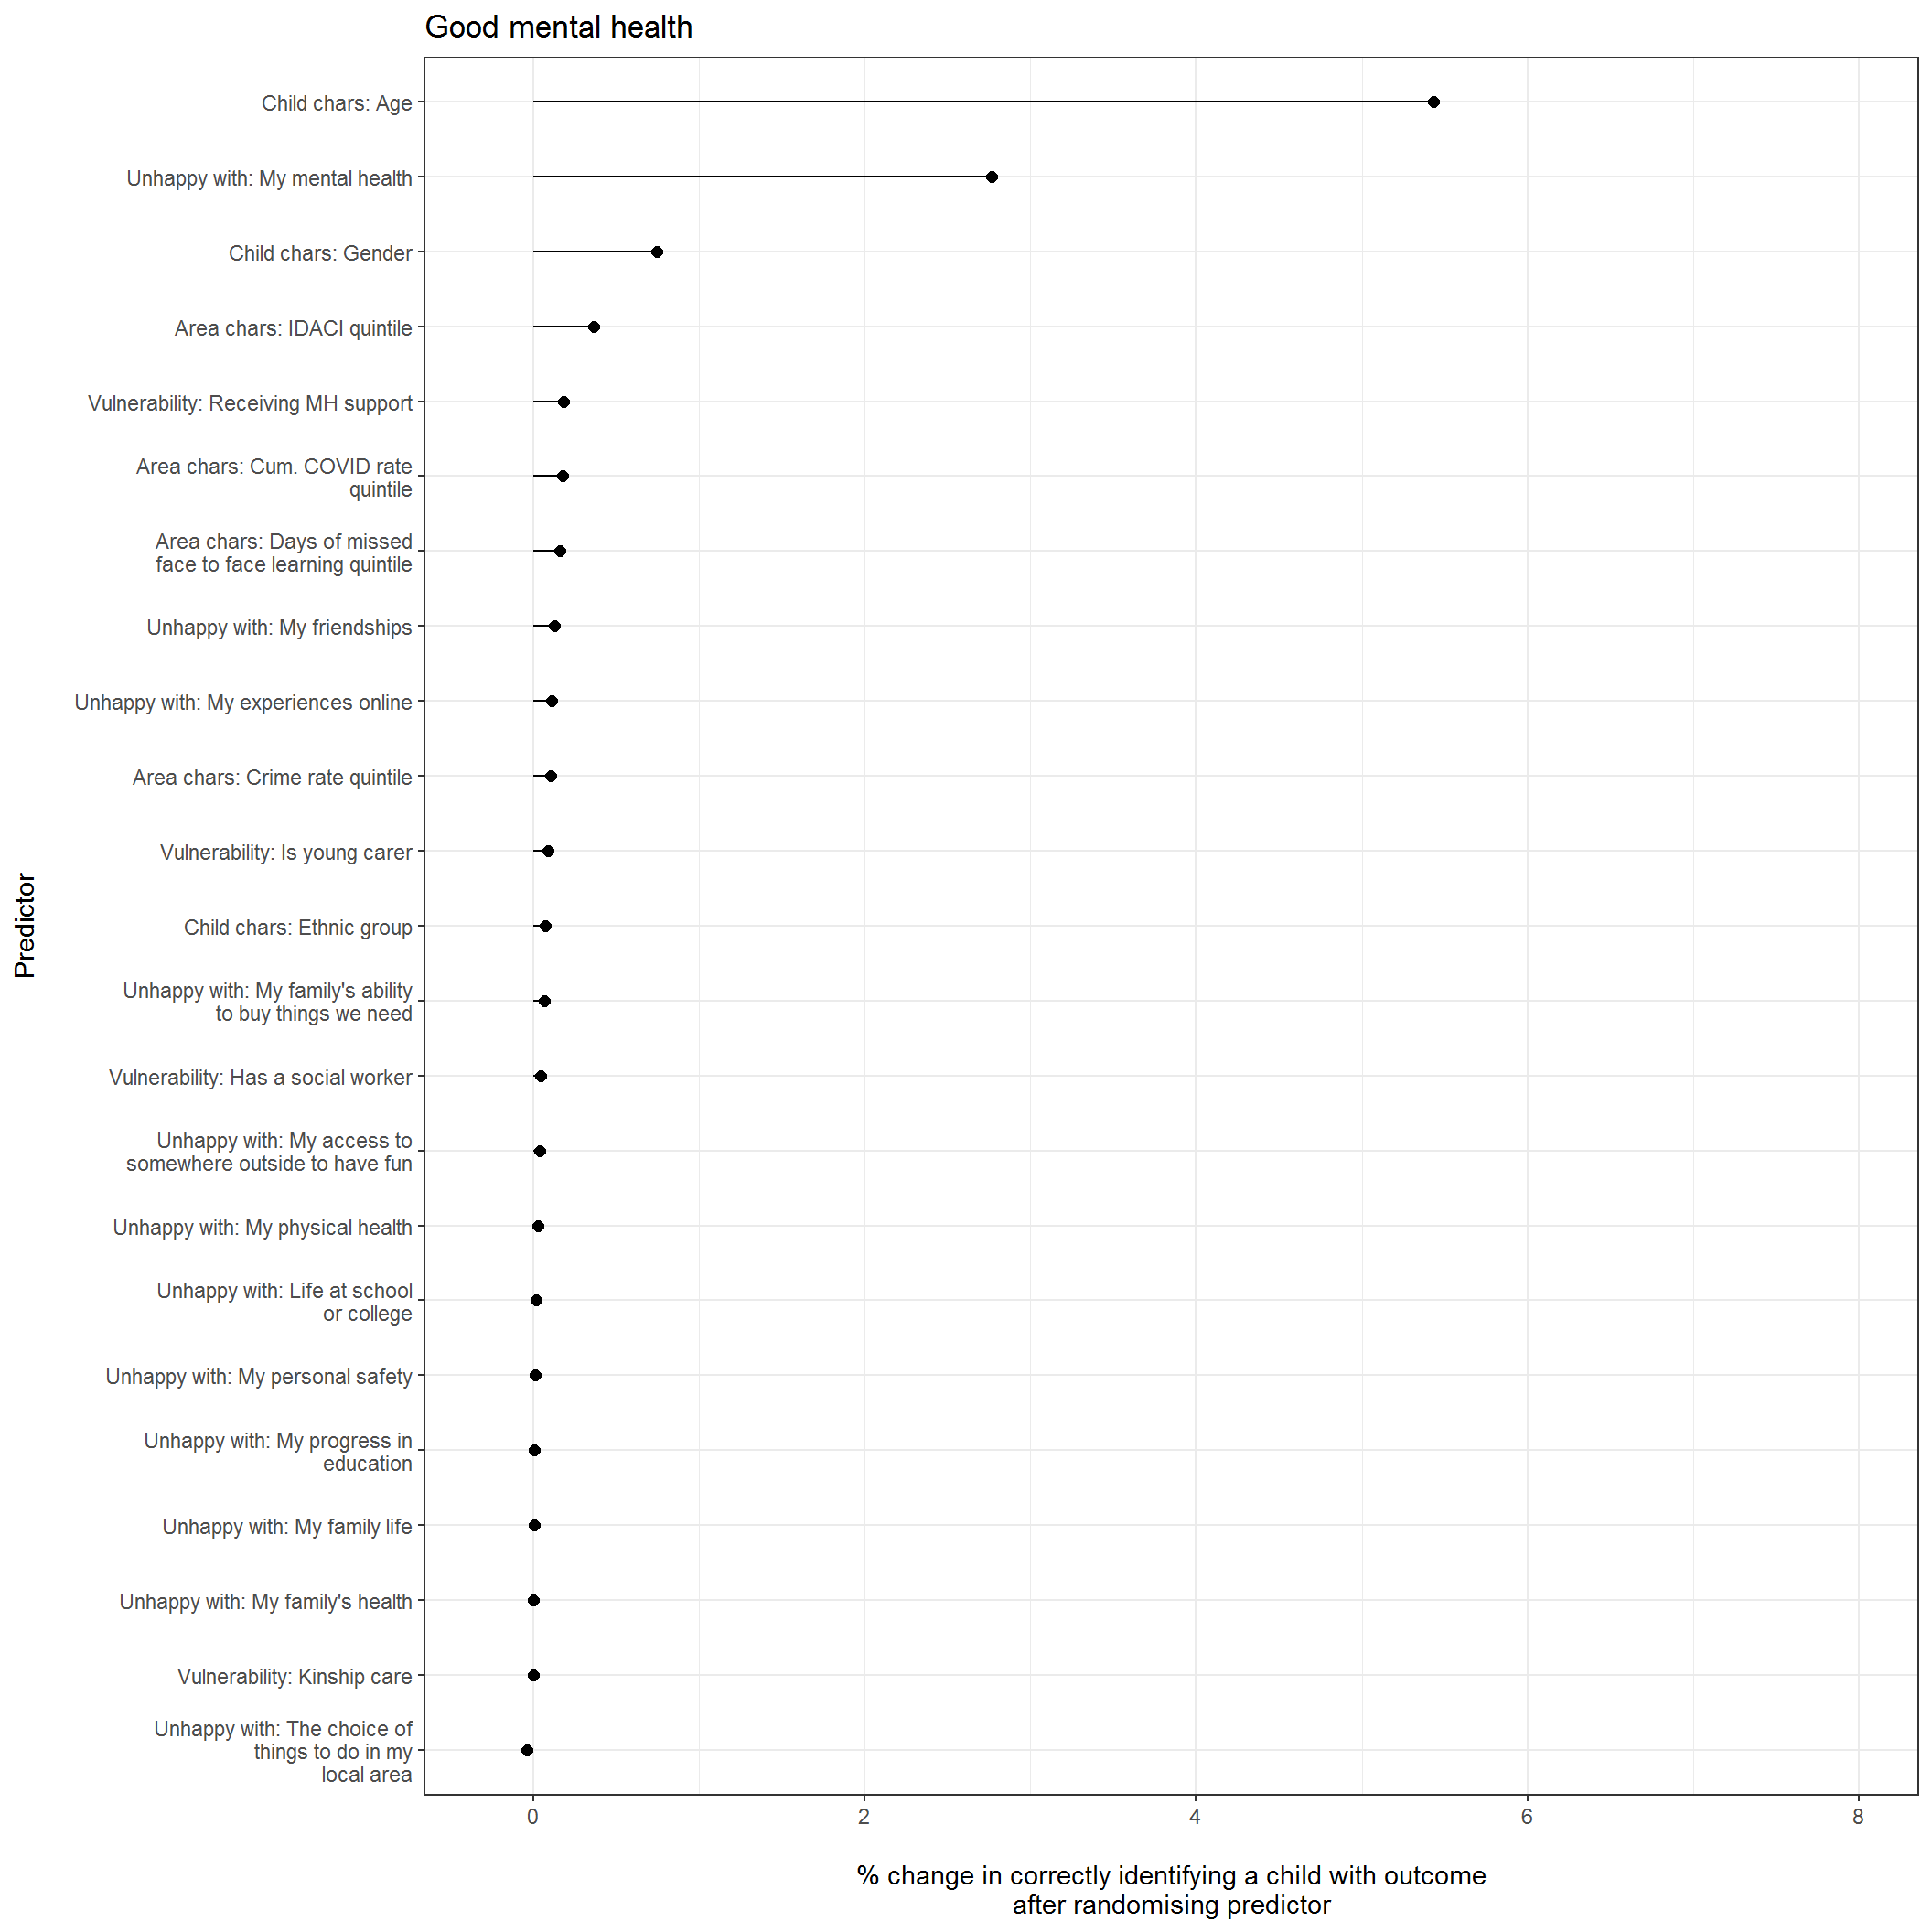 Good mental health
Child chars: Age
Unhappy with: My mental health
Child chars: Gender
Area chars: IDACI quintile
Vulnerability: Receiving MH support
Area chars: Cum. COVID rate
quintile
Area chars: Days of missed
face to face learning quintile
Unhappy with: My friendships
Unhappy with: My experiences online
Area chars: Crime rate quintile
Vulnerability: Is young carer
Child chars: Ethnic group
Unhappy with: My family's ability
to buy things we need
Vulnerability: Has a social worker
Unhappy with: My access to
somewhere outside to have fun
Unhappy with: My physical health
Unhappy with: Life at school
or college
Unhappy with: My personal safety
Unhappy with: My progress in
education
Unhappy with: My family life
Unhappy with: My family's health
Vulnerability: Kinship care
Unhappy with: The choice of
things to do in my
local area
Predictor
0 2 4 6 8
% change in correctly identifying a child with outcome
after randomising predictor